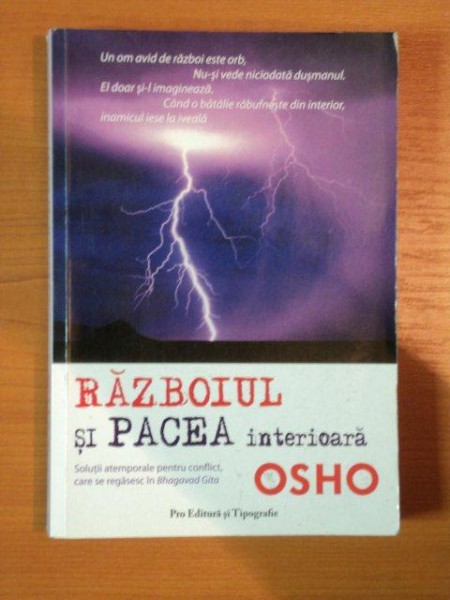 Un om avid de război este orb,
Nu-și vede niciodată dușmanul.
El doar și-l imaginează.
Când o bătălie răbufnește din interior,
inamicul iese la iveală
RĂZBOIUL
ȘI PACEA interioară
Soluții atemporale pentru conflict,
care se regăsesc în Bhagavad Gita
OSHO
Pro Editură și Tipografie